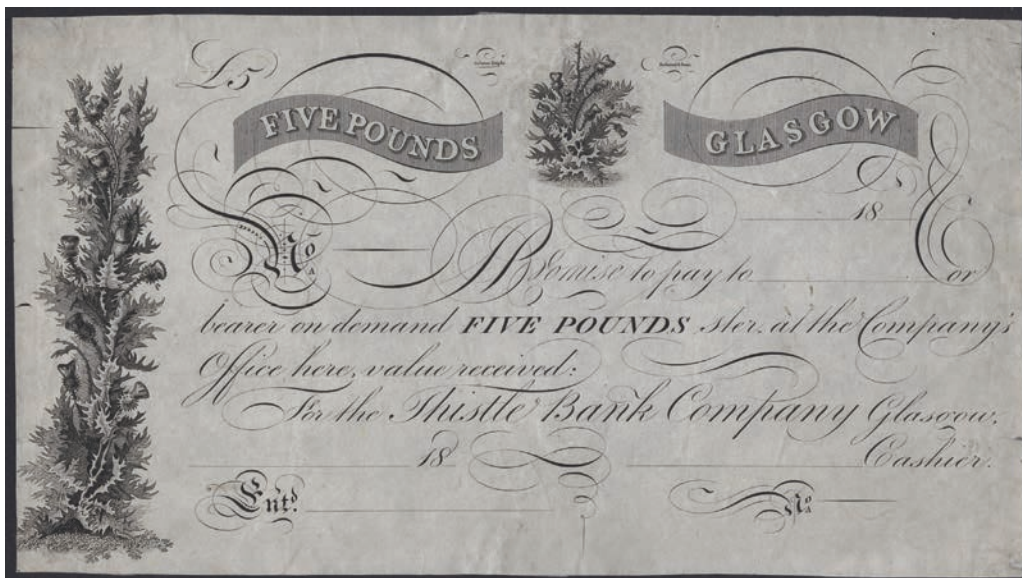 £5
FIVE POUNDS GLASGOW
18
No A Promise to pay to or
bearer on demand FIVE POUNDS ster. at the Company's
Office here, value received:
For the Thistle Bank Company Glasgow.
18 Cashier.
Entd. No A